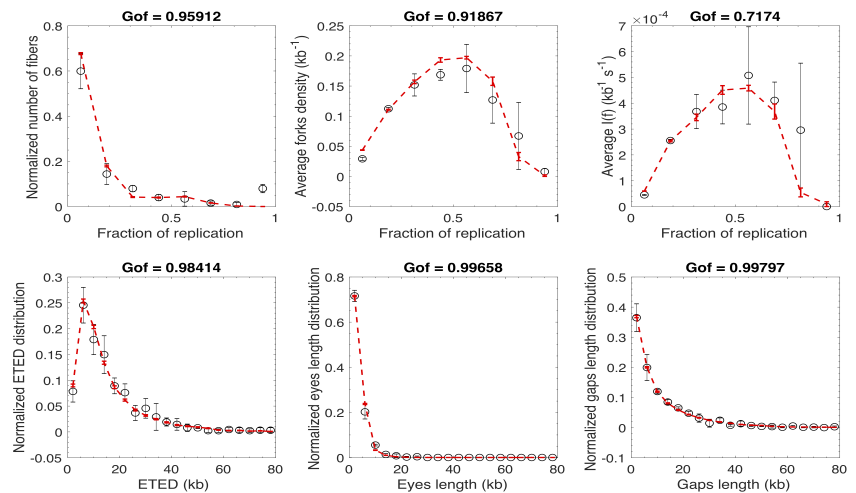 Gof = 0.95912
Normalized number of fibers
0.8
0.6
0.4
0.2
0
0 0.5 1
Fraction of replication
Gof = 0.91867
Average forks density (kb-1)
0.25
0.2
0.15
0.1
0.05
0
-0.05
0 0.5 1
Fraction of replication
Gof = 0.7174
×10-4
Average I(f) (kb1 s-1)
7
6
5
4
3
2
1
0
0 0.5 1
Fraction of replication
Gof = 0.98414
Normalized ETED distribution
0.3
0.25
0.2
0.15
0.1
0.05
0
-0.05
0 20 40 60 80
ETED (kb)
Gof = 0.99658
Normalized eyes length distribution
0.8
0.6
0.4
0.2
0
0 20 40 60 80
Eyes length (kb)
Gof = 0.99797
Normalized gaps length distribution
0.5
0.4
0.3
0.2
0.1
0
-0.1
0 20 40 60 80
Gaps length (kb)